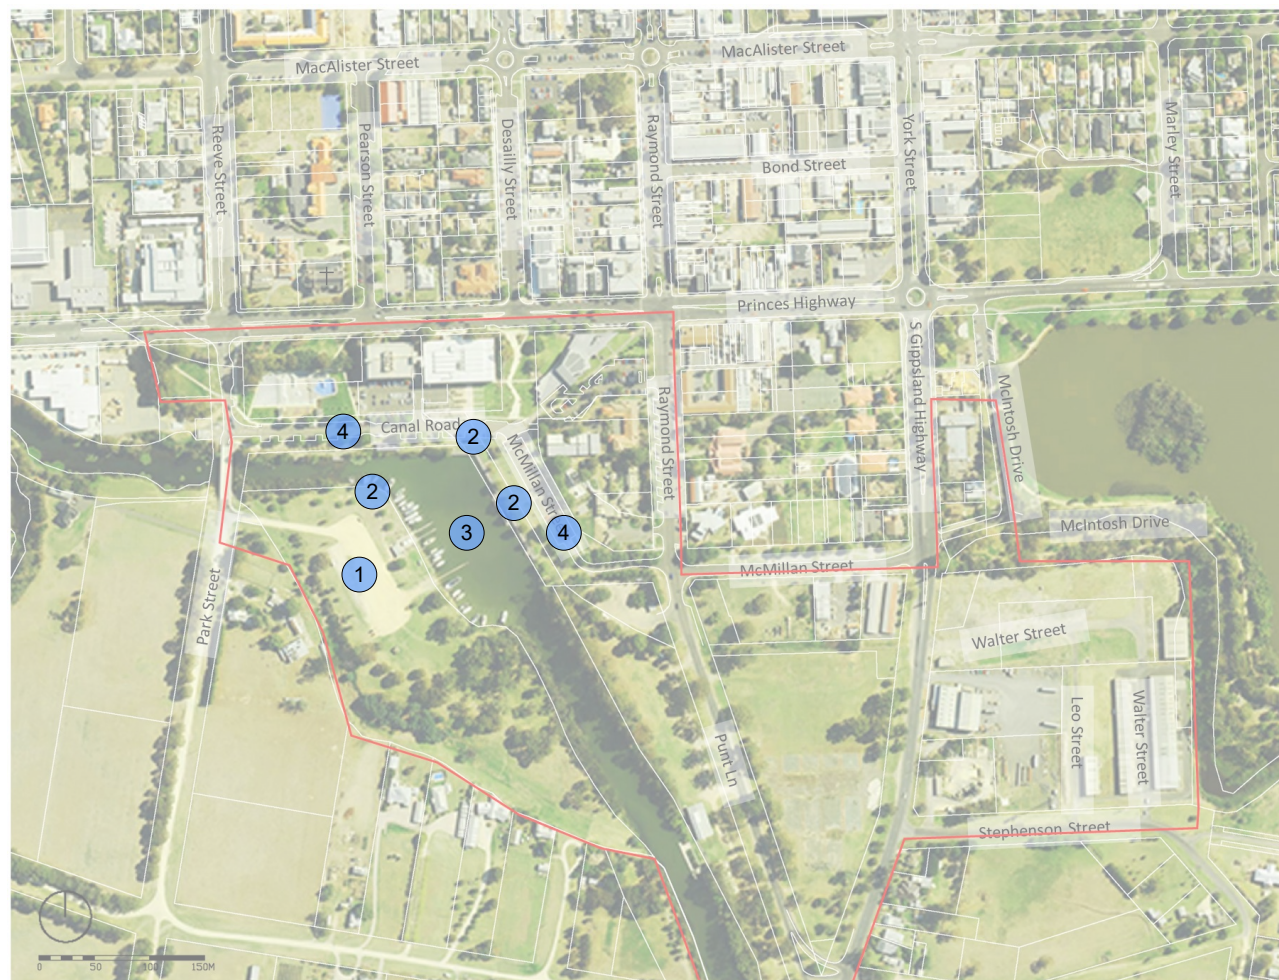 MacAlister Street
MacAlister Street
Reeve Street
Pearson Street
Desailly Street
Raymond Street
York Street
Marley Street
Bond Street
Princes Highway
S Gippsland Highway
McIntosh Drive
Raymond Street
4
Canal Road
2
McMillan Str
2
2
3
4
1
McIntosh Drive
McMillan Street
Park Street
Walter Street
Leo Street
Walter Street
Punt Ln
Stephenson Street
0 50 100 150M